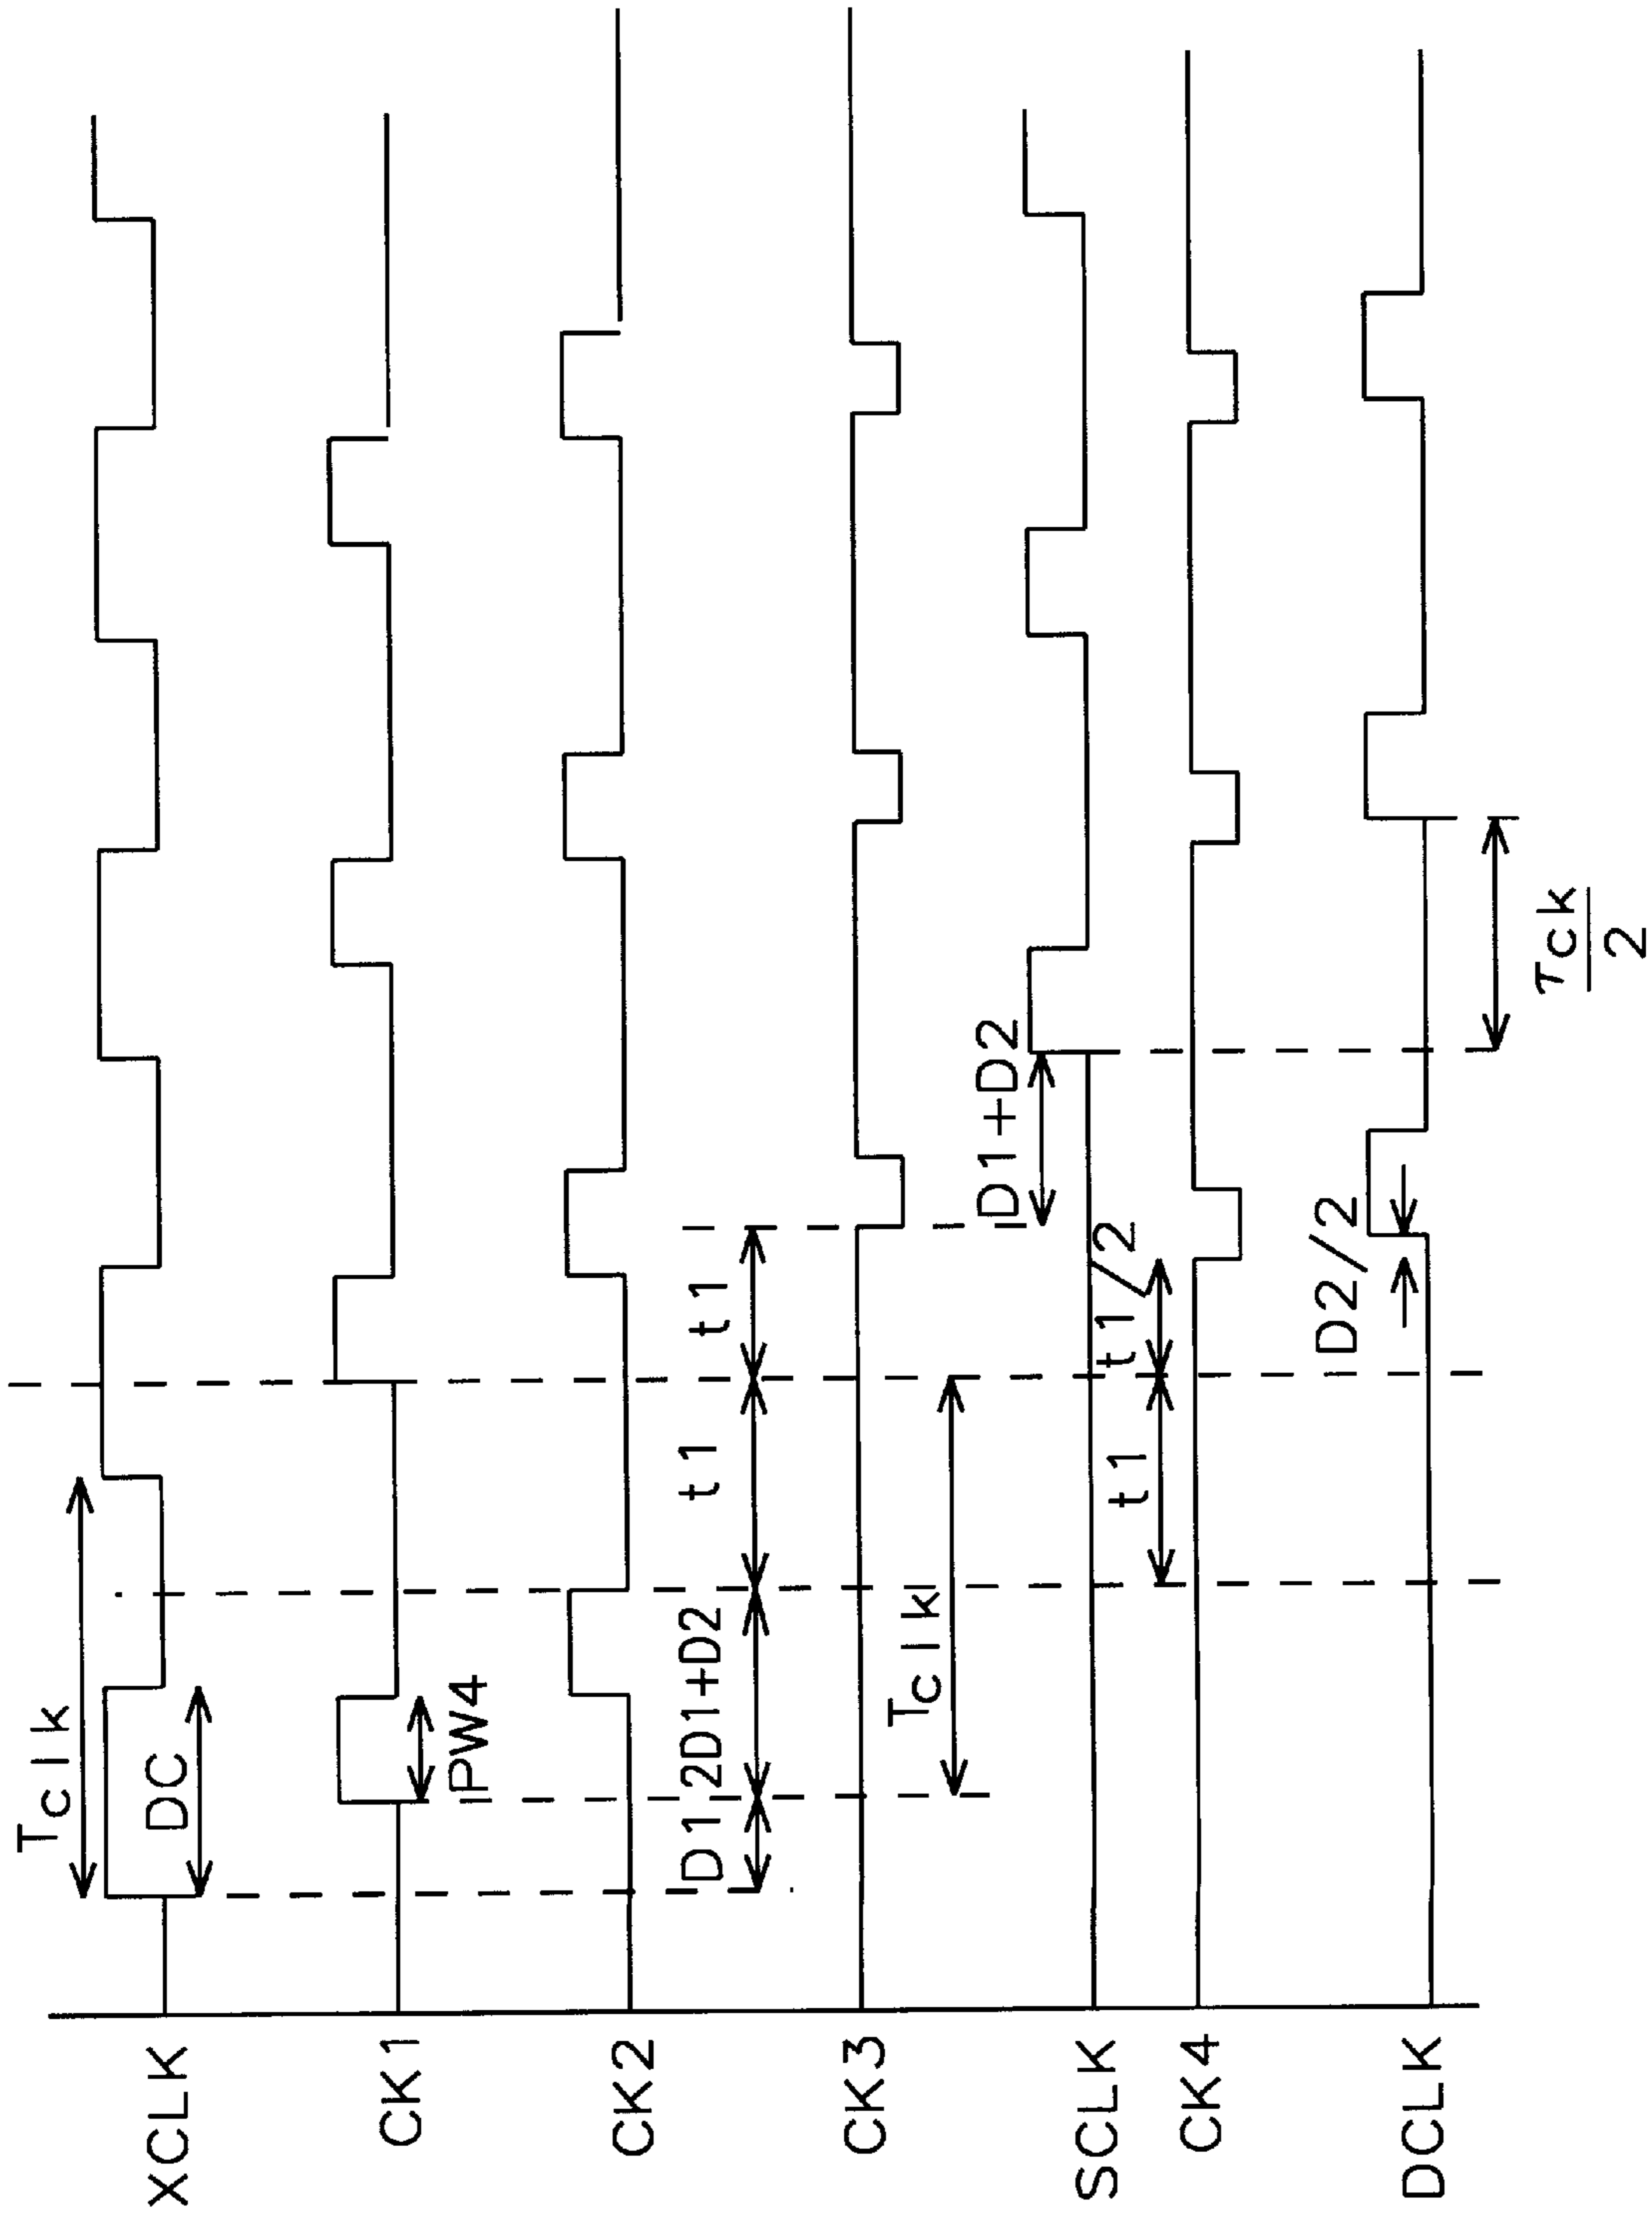 XCLK
Tclk
DC
CK1
PW4
CK2
D1
2D1+D2
t1
t1
CK3
Tclk
D1+D2
SCLK
t1
t1/2
CK4
D2/2
DCLK
Tck
2